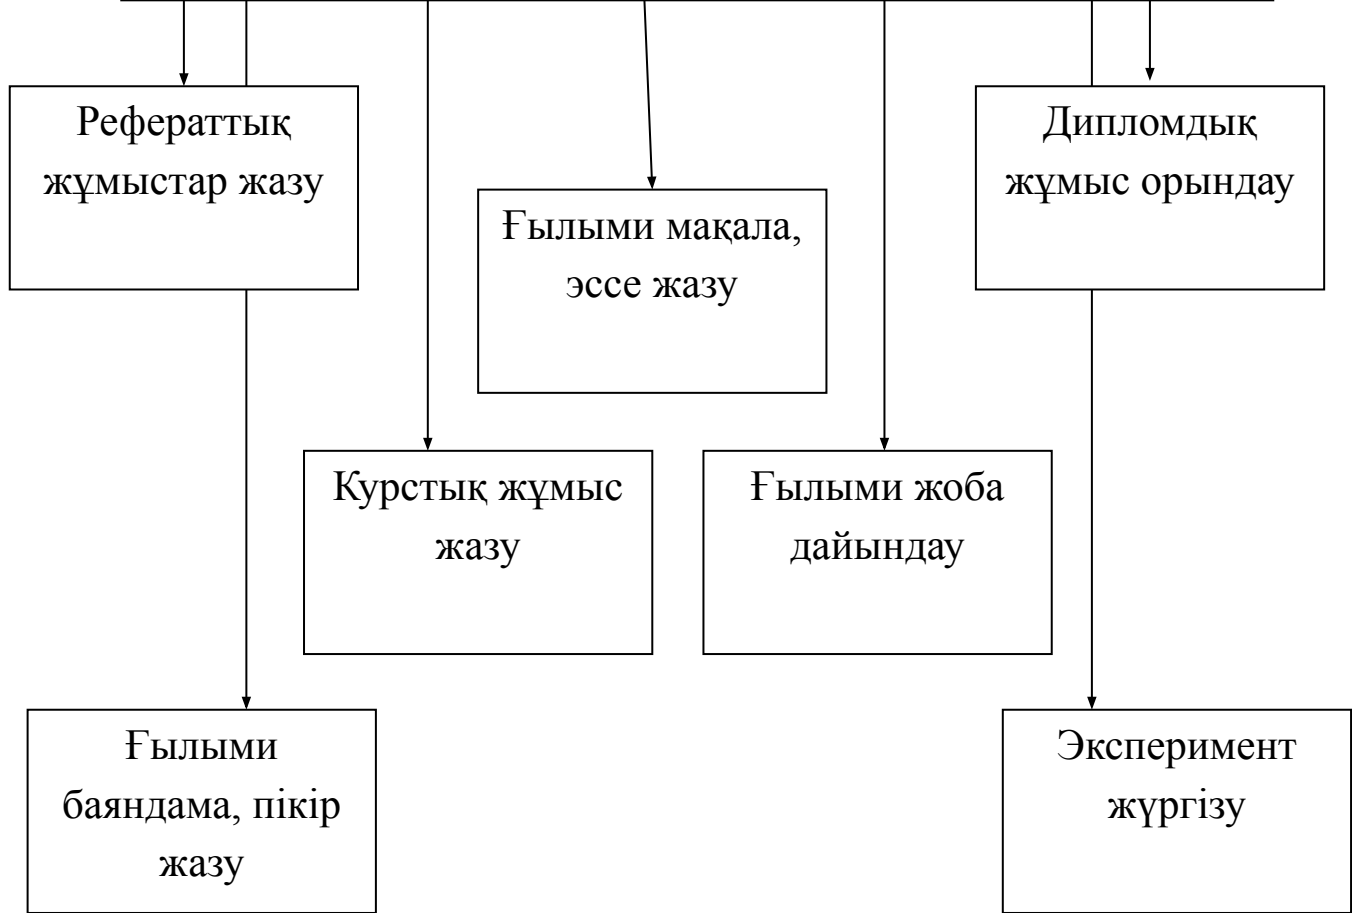 Рефераттық
жұмыстар жазу
Дипломдық
жұмыс орындау
Ғылыми мақала,
эссе жазу
Курстық жұмыс
жазу
Ғылыми жоба
дайындау
Ғылыми
баяндама, пікір
жазу
Эксперимент
жүргізу